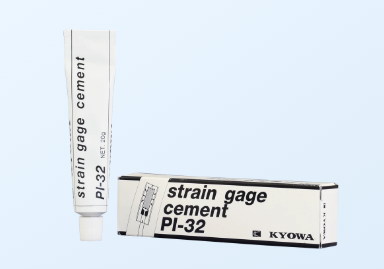 strain gage cement
PI-32 NET. 20g
strain gage
cement
PI-32
KYOWA